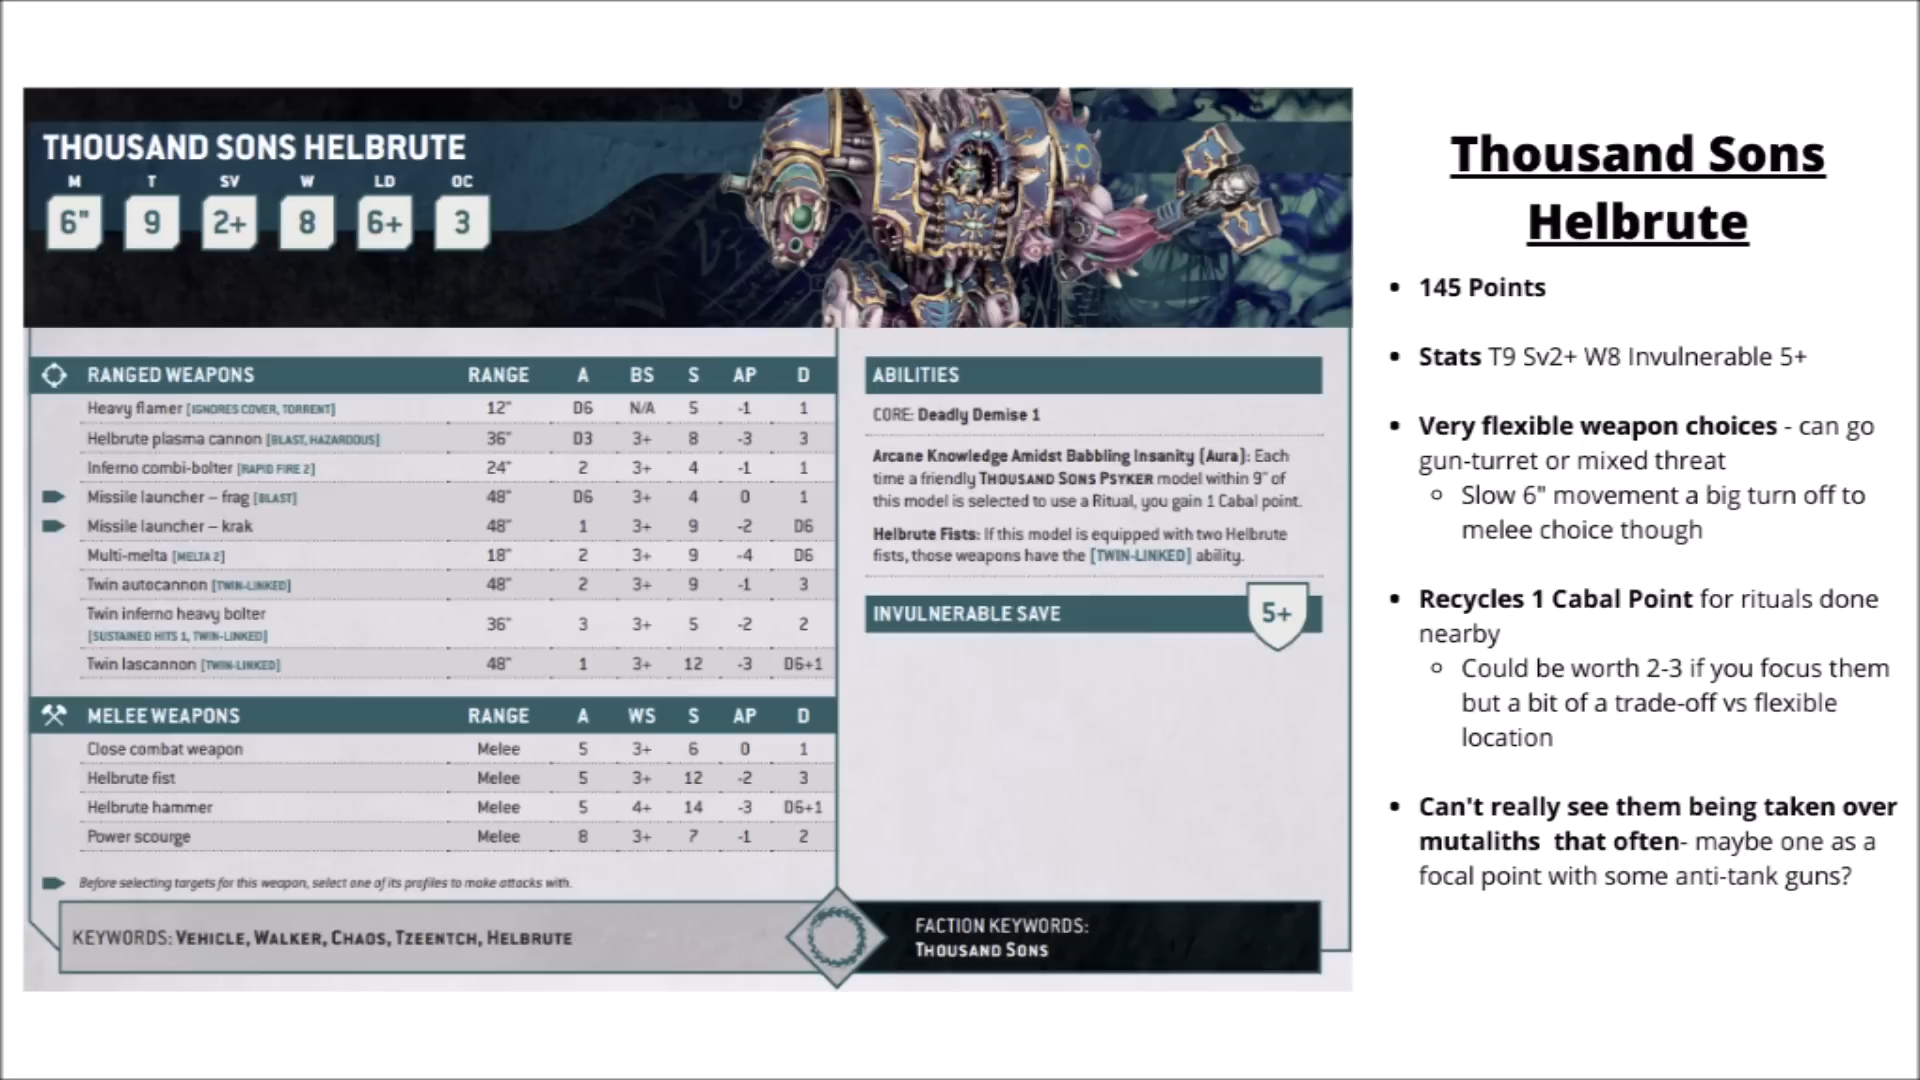 THOUSAND SONS HELBRUTE
M T SV W LD OC
6" 9 2+ 8 6+ 3
RANGED WEAPONS RANGE A BS S AP D
Heavy flamer [IGNORES COVER, TORRENT] 12" D6 N/A 5 -1 1
Helbrute plasma cannon [BLAST, HAZARDOUS] 36" D3 3+ 8 -3 3
Inferno combi-bolter [RAPID FIRE 2] 24" 2 3+ 4 -1 1
Missile launcher – frag [BLAST] 48" D6 3+ 4 0 1
Missile launcher – krak 48" 1 3+ 9 -2 D6
Multi-melta [MELTA 2] 18" 2 3+ 9 -4 D6
Twin autocannon [TWIN-LINKED] 48" 2 3+ 9 -1 3
Twin inferno heavy bolter
[SUSTAINED HITS 1, TWIN-LINKED] 36" 3 3+ 5 -2 2
Twin lascannon [TWIN-LINKED] 48" 1 3+ 12 -3 D6+1
MELEE WEAPONS RANGE A WS S AP D
Close combat weapon Melee 5 3+ 6 0 1
Helbrute fist Melee 5 3+ 12 -2 3
Helbrute hammer Melee 5 4+ 14 -3 D6+1
Power scourge Melee 8 3+ 7 -1 2
Before selecting targets for this weapon, select one of its profiles to make attacks with.
KEYWORDS: VEHICLE, WALKER, CHAOS, TZEENTCH, HELBRUTE
ABILITIES
CORE: Deadly Demise 1
Arcane Knowledge Amidst Babbling Insanity (Aura): Each
time a friendly THOUSAND SONS PSYKER model within 9" of
this model is selected to use a Ritual, you gain 1 Cabal point.
Helbrute Fists: If this model is equipped with two Helbrute
fists, those weapons have the [TWIN-LINKED] ability.
INVULNERABLE SAVE 5+
FACTION KEYWORDS:
THOUSAND SONS
Thousand Sons
Helbrute
• 145 Points
• Stats T9 Sv2+ W8 Invulnerable 5+
• Very flexible weapon choices - can go
gun-turret or mixed threat
○ Slow 6" movement a big turn off to
melee choice though
• Recycles 1 Cabal Point for rituals done
nearby
○ Could be worth 2-3 if you focus them
but a bit of a trade-off vs flexible
location
• Can't really see them being taken over
mutaliths that often- maybe one as a
focal point with some anti-tank guns?